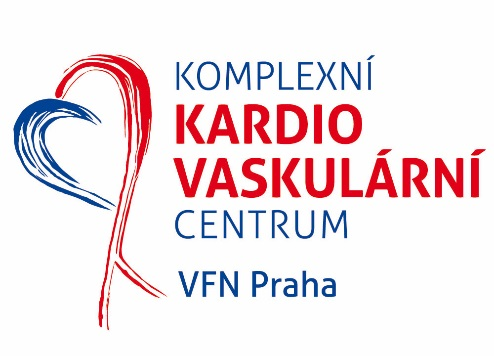 KOMPLEXNÍ
KARDIO
VASKULÁRNÍ
CENTRUM
VFN Praha